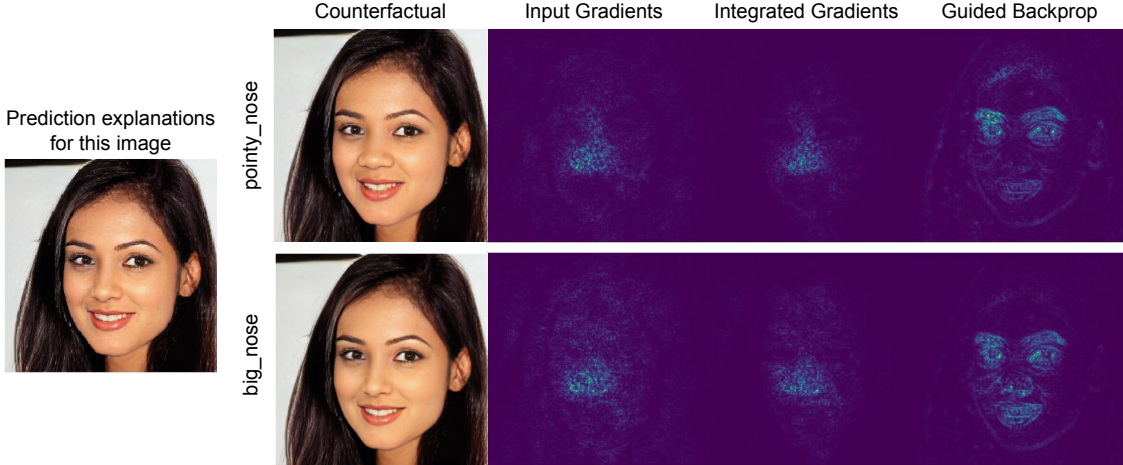 Counterfactual
Input Gradients
Integrated Gradients
Guided Backprop
Prediction explanations
for this image
pointy_nose
big_nose